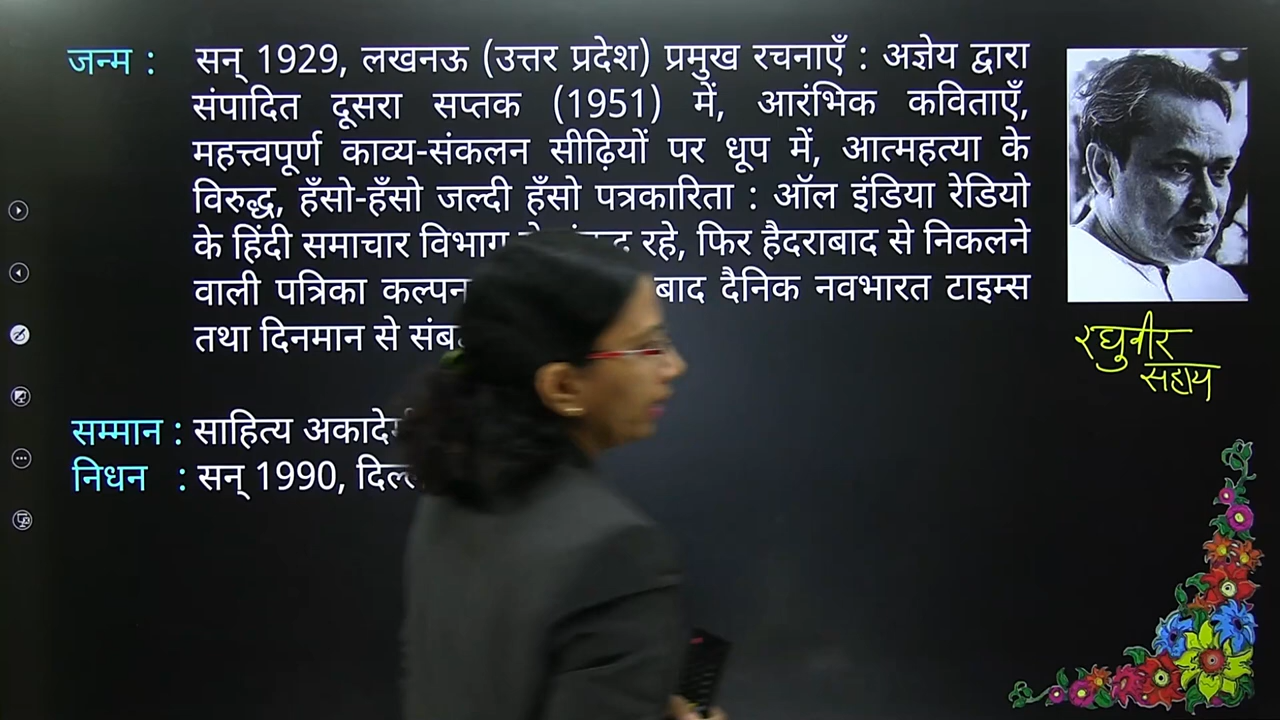 जन्म : सन् 1929, लखनऊ (उत्तर प्रदेश) प्रमुख रचनाएँ : अज्ञेय द्वारा
संपादित दूसरा सप्तक (1951) में, आरंभिक कविताएँ,
महत्त्वपूर्ण काव्य-संकलन सीढ़ियों पर धूप में, आत्महत्या के
विरुद्ध, हँसो-हँसो जल्दी हँसो पत्रकारिता : ऑल इंडिया रेडियो
के हिंदी समाचार विभाग रहे, फिर हैदराबाद से निकलने
वाली पत्रिका बाद दैनिक नवभारत टाइम्स
तथा दिनमान से
सम्मान : साहित्य
निधन : सन् 1990,
रघुवीर
सहाय